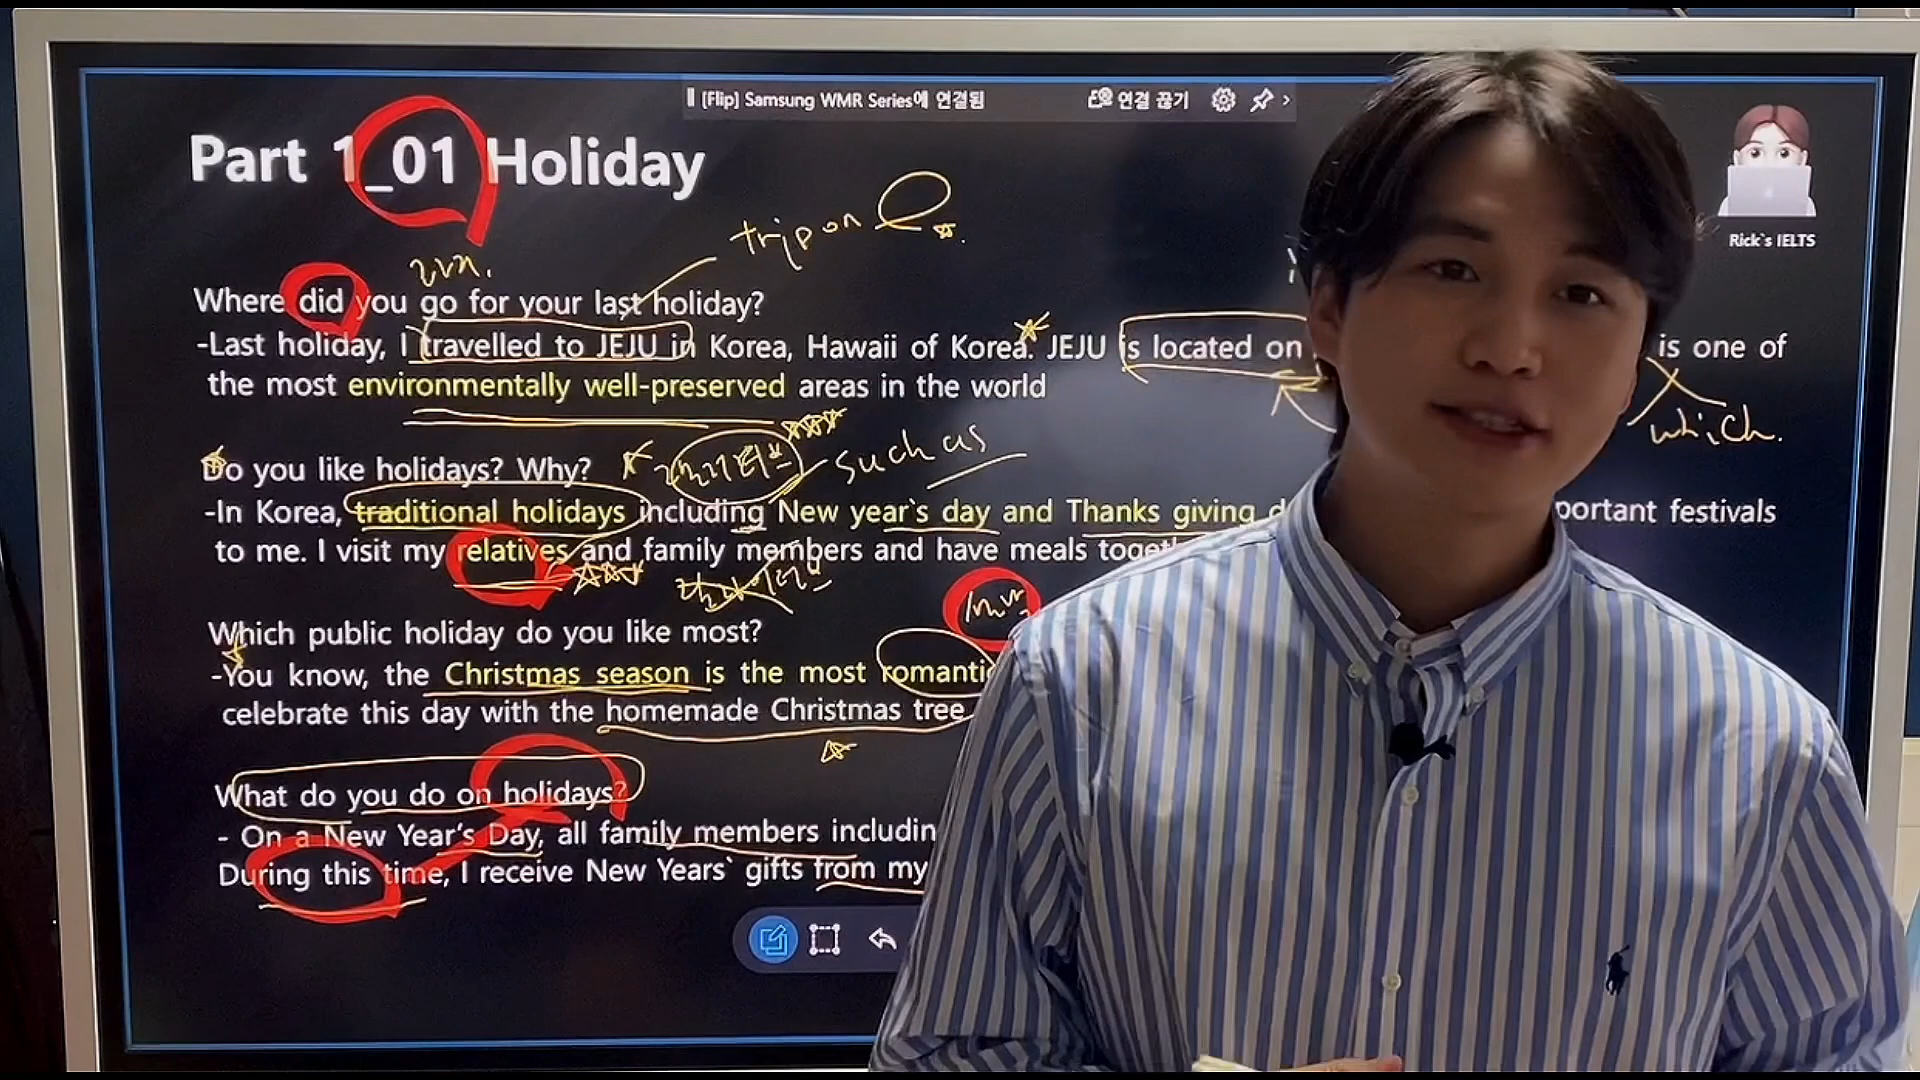 [Flip] Samsung WMR Series에 연결됨 연결 끊기
Part 1_01 Holiday
Rick`s IELTS
trip on
Where did you go for your last holiday?
-Last holiday, I travelled to JEJU in Korea, Hawaii of Korea. JEJU is located on is one of
the most environmentally well-preserved areas in the world
which.
such as
Do you like holidays? Why?
-In Korea, traditional holidays including New year`s day and Thanks giving portant festivals
to me. I visit my relatives and family members and have meals
Which public holiday do you like most?
-You know, the Christmas season is the most romantic
celebrate this day with the homemade Christmas tree
What do you do on holidays?
- On a New Year's Day, all family members includin
During this time, I receive New Years` gifts from my